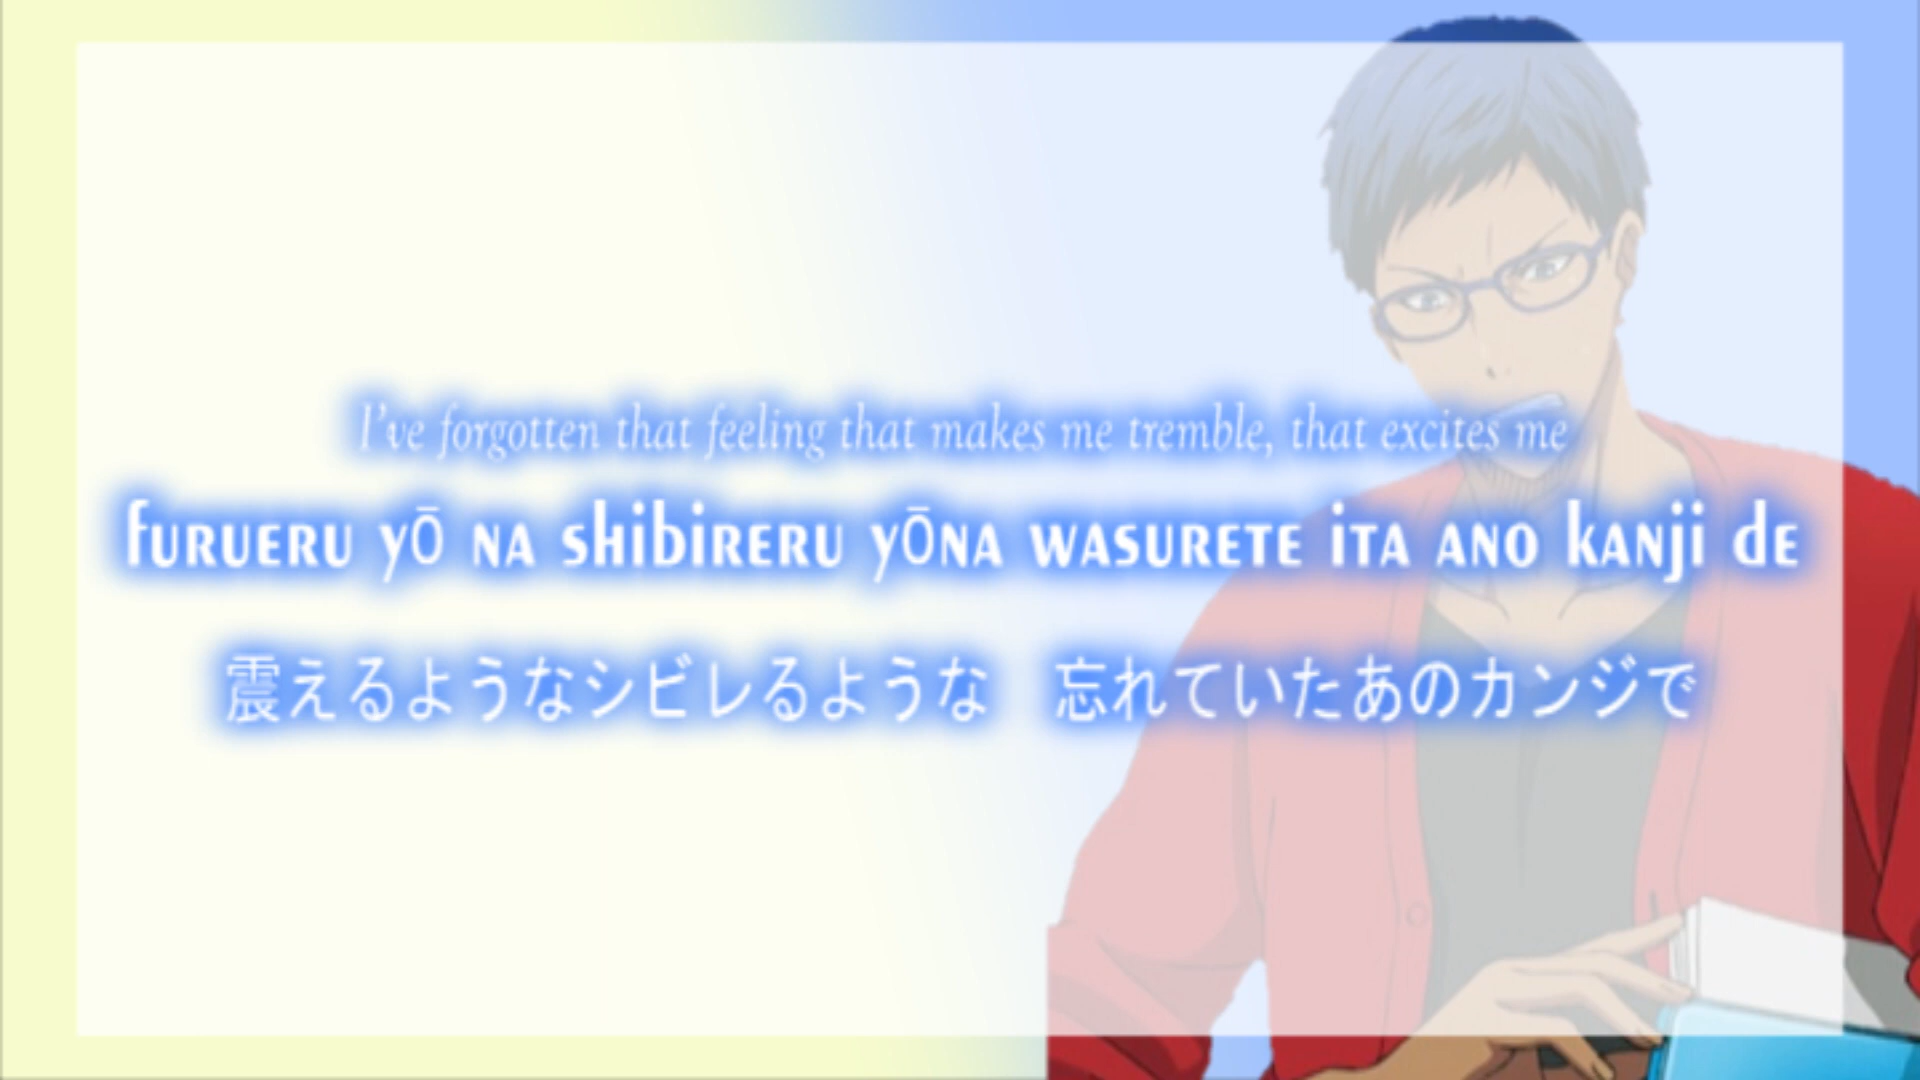 I've forgotten that feeling that makes me tremble, that excites me
furueru yō na shibireru yōna wasurete ita ano kanji de
震えるようなシビレるような　忘れていたあのカンジで